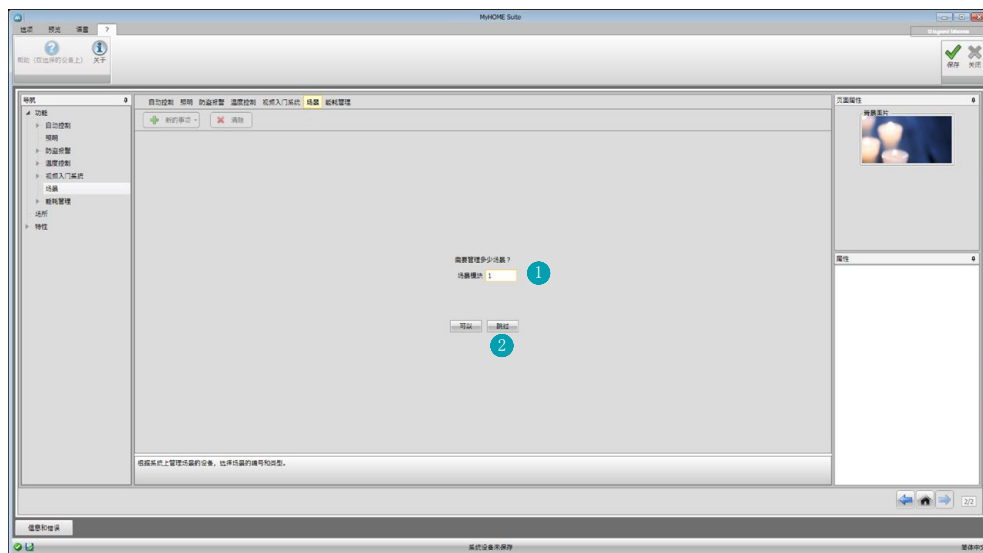 MyHOME Suite
选项 预览 语言 ?
帮助（在选择的设备上） 关于
保存 关闭
导航
自动控制 照明 防盗报警 温度控制 视频入门系统 场景 能耗管理
页面属性
功能
新的事项 清除
背景图片
自动控制
照明
防盗报警
温度控制
视频入门系统
场景
能耗管理
场所
特性
需要管理多少场景？
属性
场景模块 1
1
可以 跳过
2
根据系统上管理场景的设备，选择场景的编号和类型。
2/2
信息和错误
系统设备未保存
简体中文